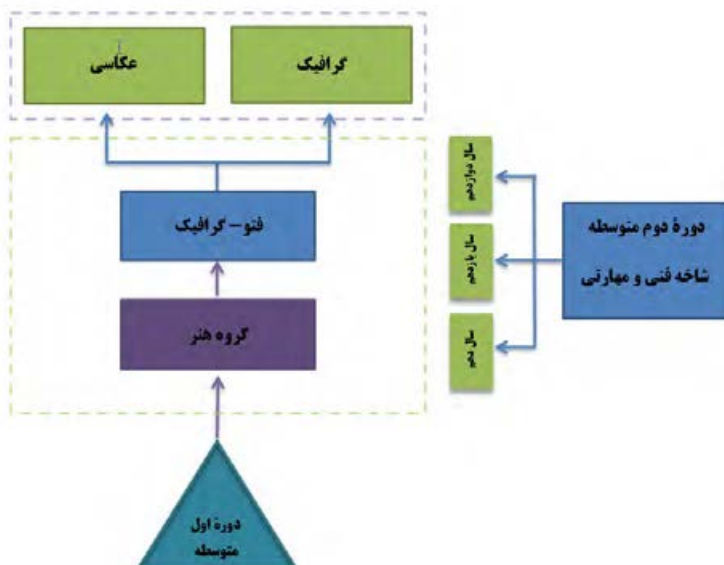 گرافیک
عکاسی
سال دوازدهم
فتو - گرافیک
دورهٔ دوم متوسطه
شاخه فنی و مهارتی
سال یازدهم
گروه هنر
سال دهم
دورهٔ اول
متوسطه